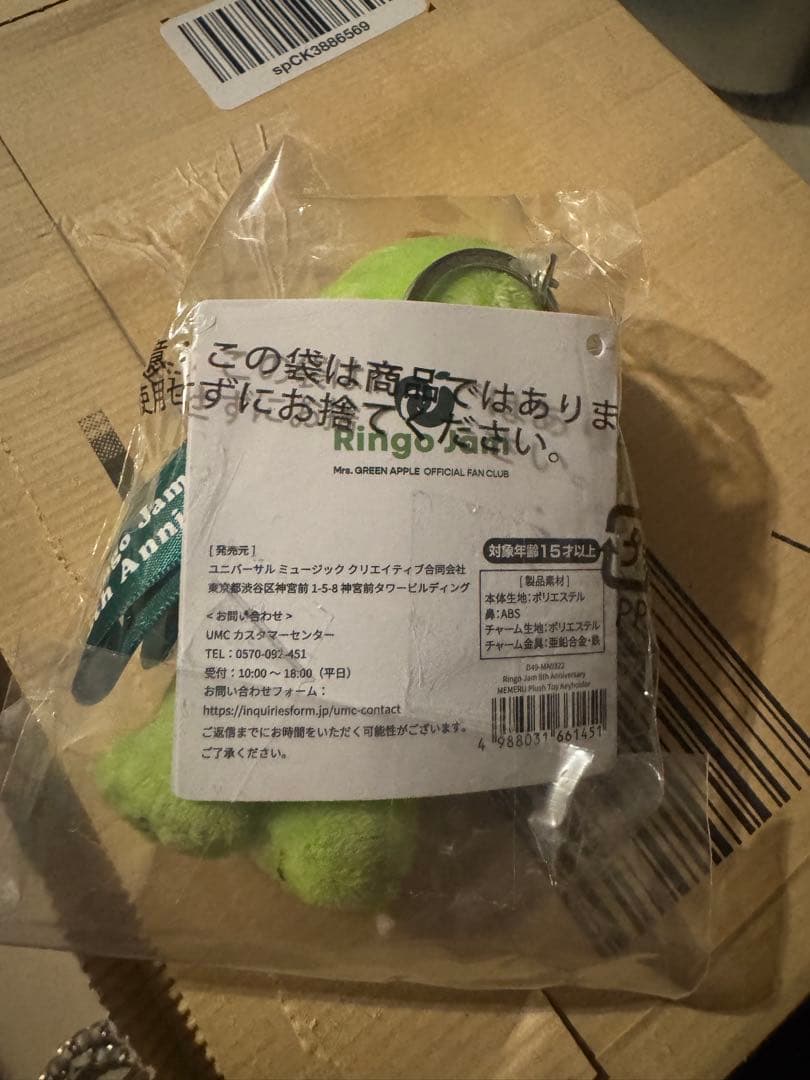 spCK3886569
この袋は商品ではありま
使用せずにお捨てください。
Ringo Jam
Mrs. GREEN APPLE OFFICIAL FAN CLUB
[発売元]
ユニバーサル ミュージック クリエイティブ合同会社
東京都渋谷区神宮前 1-5-8 神宮前タワービルディング
<お問い合わせ>
UMC カスタマーセンター
TEL:0570-092-451
受付:10:00 ～ 18:00(平日)
お問い合わせフォーム:
https://inquiriesform.jp/umc-contact
ご返信までにお時間をいただく可能性がございます。
ご了承ください。
対象年齢15才以上
[製品素材]
本体生地:ポリエステル
鼻:ABS
チャーム生地:ポリエステル
チャーム金具:亜鉛合金・鉄
D49-MA0322
Ringo Jam 8th Anniversary
MEMERU Plush Toy Keyholder
4 988031 661451
プラ
PP
Jam
Anni